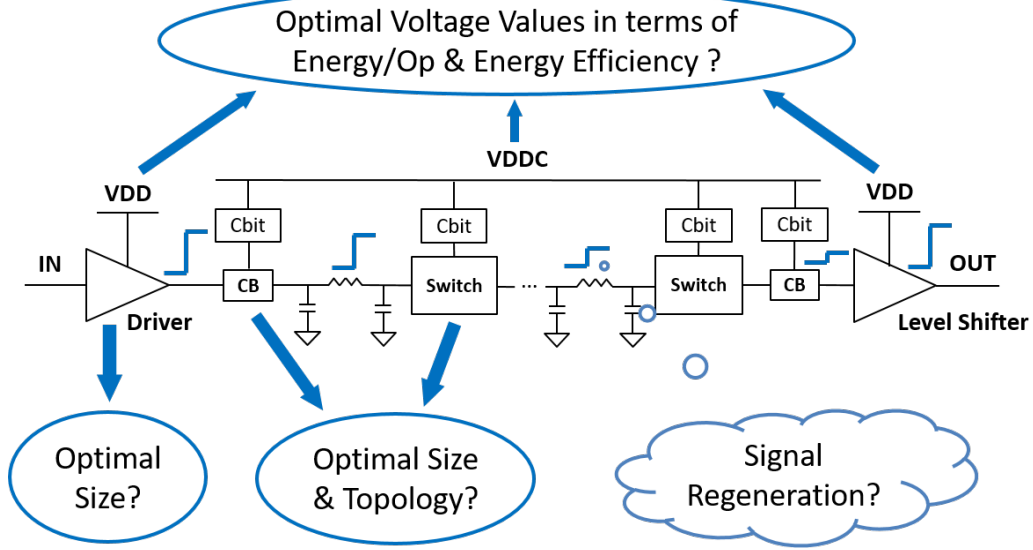 Optimal Voltage Values in terms of
Energy/Op & Energy Efficiency ?
VDDC
VDD
VDD
Cbit
Cbit
Cbit
Cbit
IN
CB
Switch
...
Switch
CB
OUT
Driver
Level Shifter
Optimal
Size?
Optimal Size
& Topology?
Signal
Regeneration?